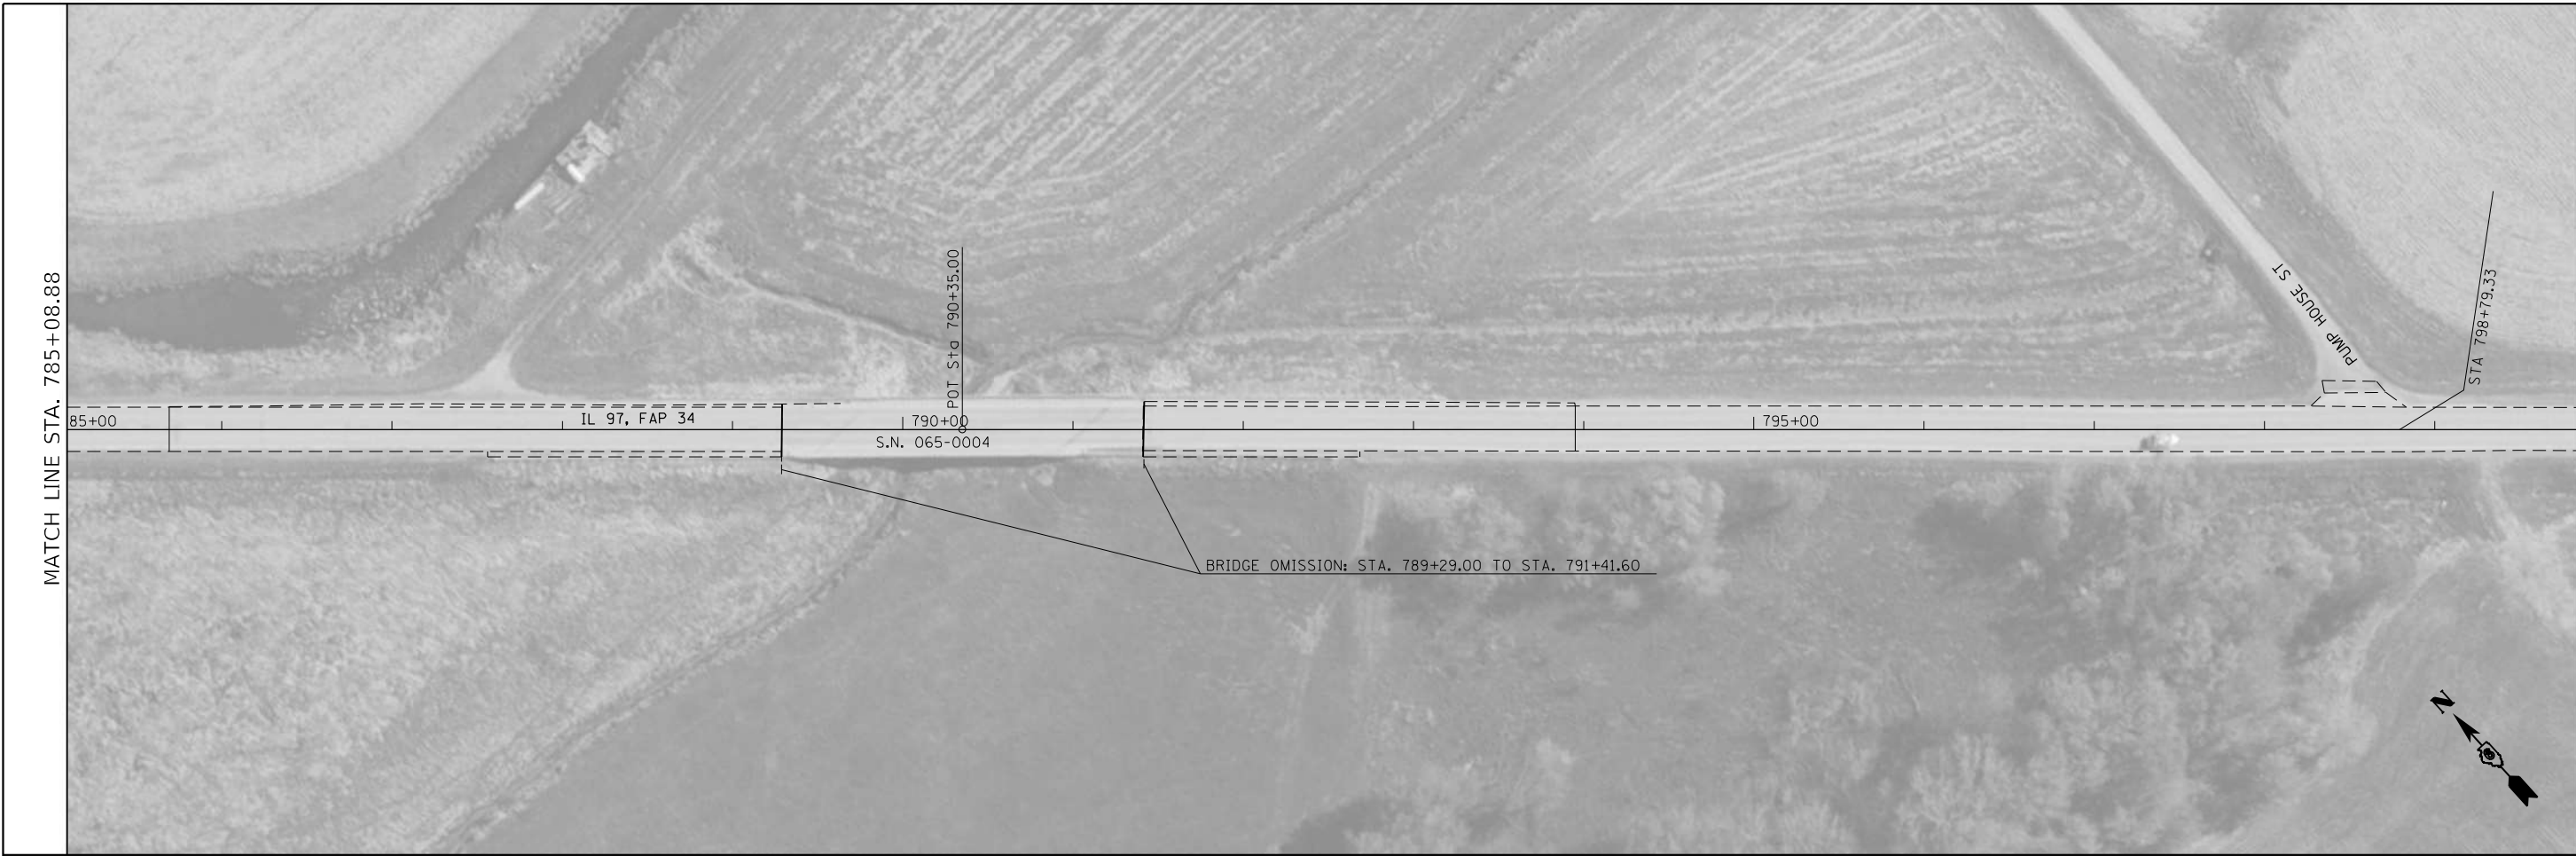 MATCH LINE STA. 785+08.88
85+00
IL 97, FAP 34
790+00
POT Sta 790+35.00
S.N. 065-0004
795+00
PUMP HOUSE ST
STA 798+79.33
BRIDGE OMISSION: STA. 789+29.00 TO STA. 791+41.60
N